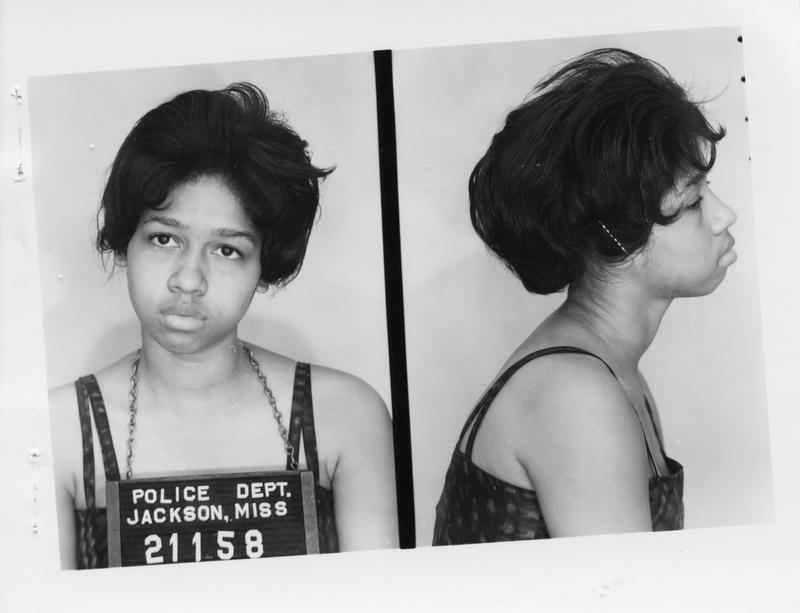 POLICE DEPT.
JACKSON, MISS
21158